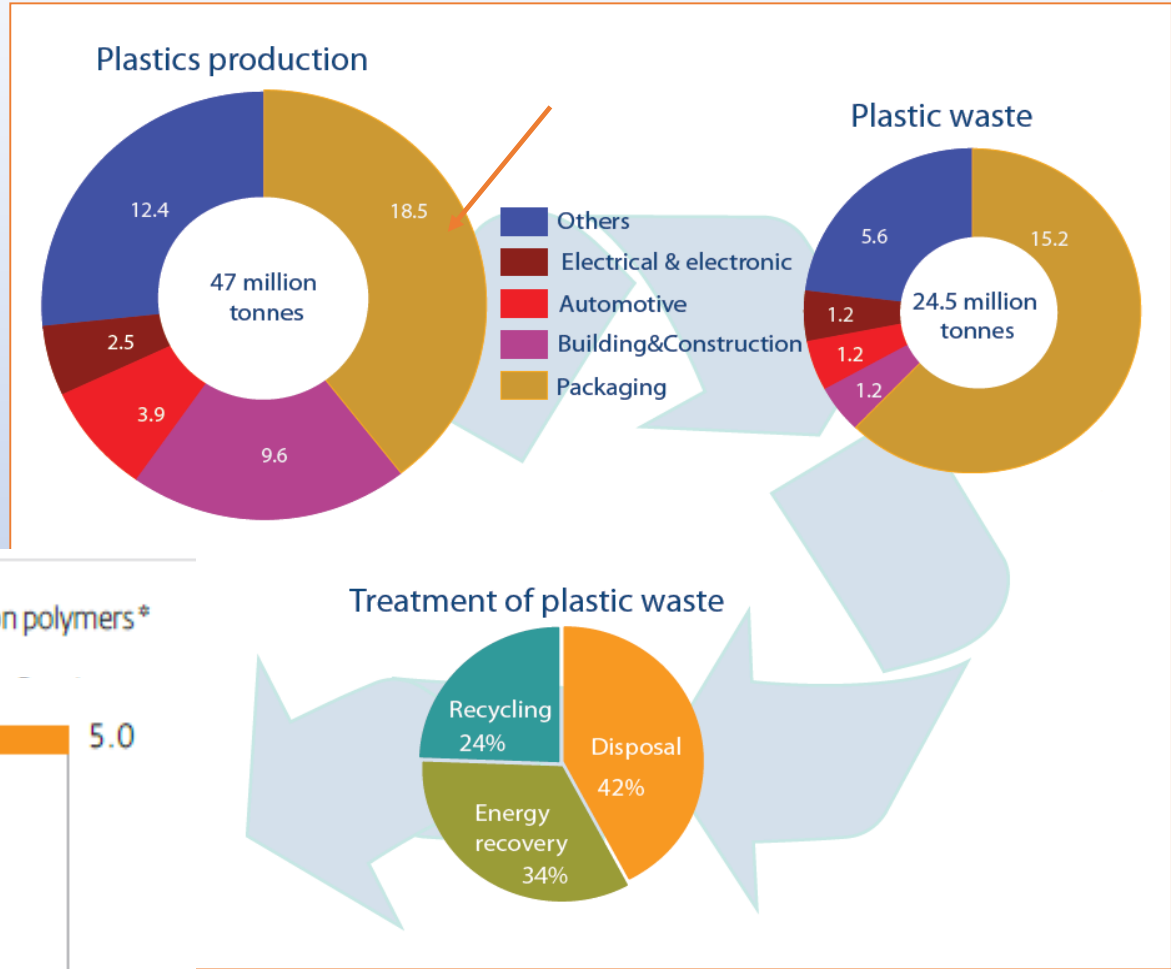 Plastics production
12.4
18.5
47 million
tonnes
2.5
3.9
9.6
Others
Electrical & electronic
Automotive
Building&Construction
Packaging
Plastic waste
5.6
15.2
24.5 million
tonnes
1.2
1.2
1.2
polymers*
5.0
Treatment of plastic waste
Recycling
24%
Disposal
42%
Energy
recovery
34%